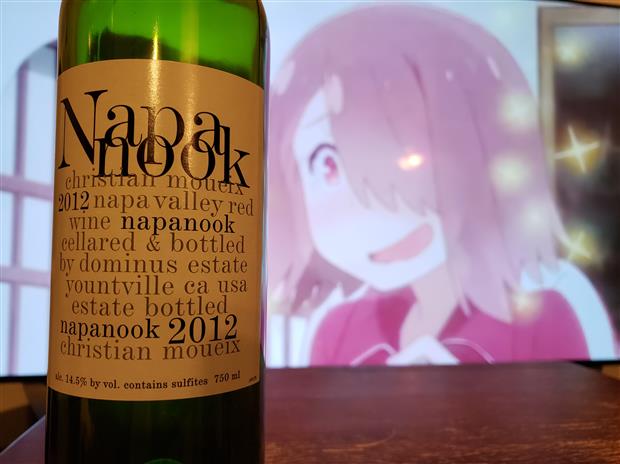 Napa
nook
christian moueix
2012 napa valley red
wine napanook
cellared & bottled
by dominus estate
yountville ca usa
estate bottled
napanook 2012
christian moueix
alc. 14.5% by vol. contains sulfites 750 ml